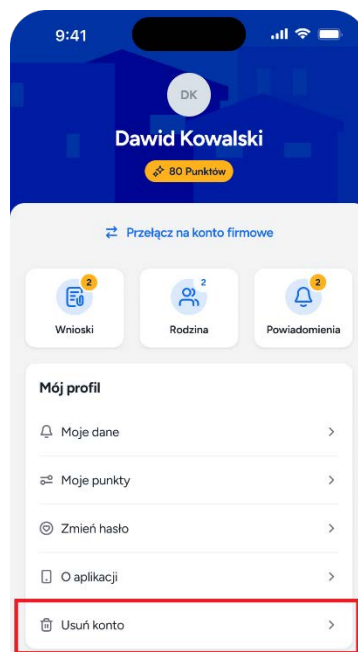 9:41
DK
Dawid Kowalski
80 Punktów
Przełącz na konto firmowe
2
2
2
Wnioski
Rodzina
Powiadomienia
Mój profil
Moje dane
Moje punkty
Zmień hasło
O aplikacji
Usuń konto